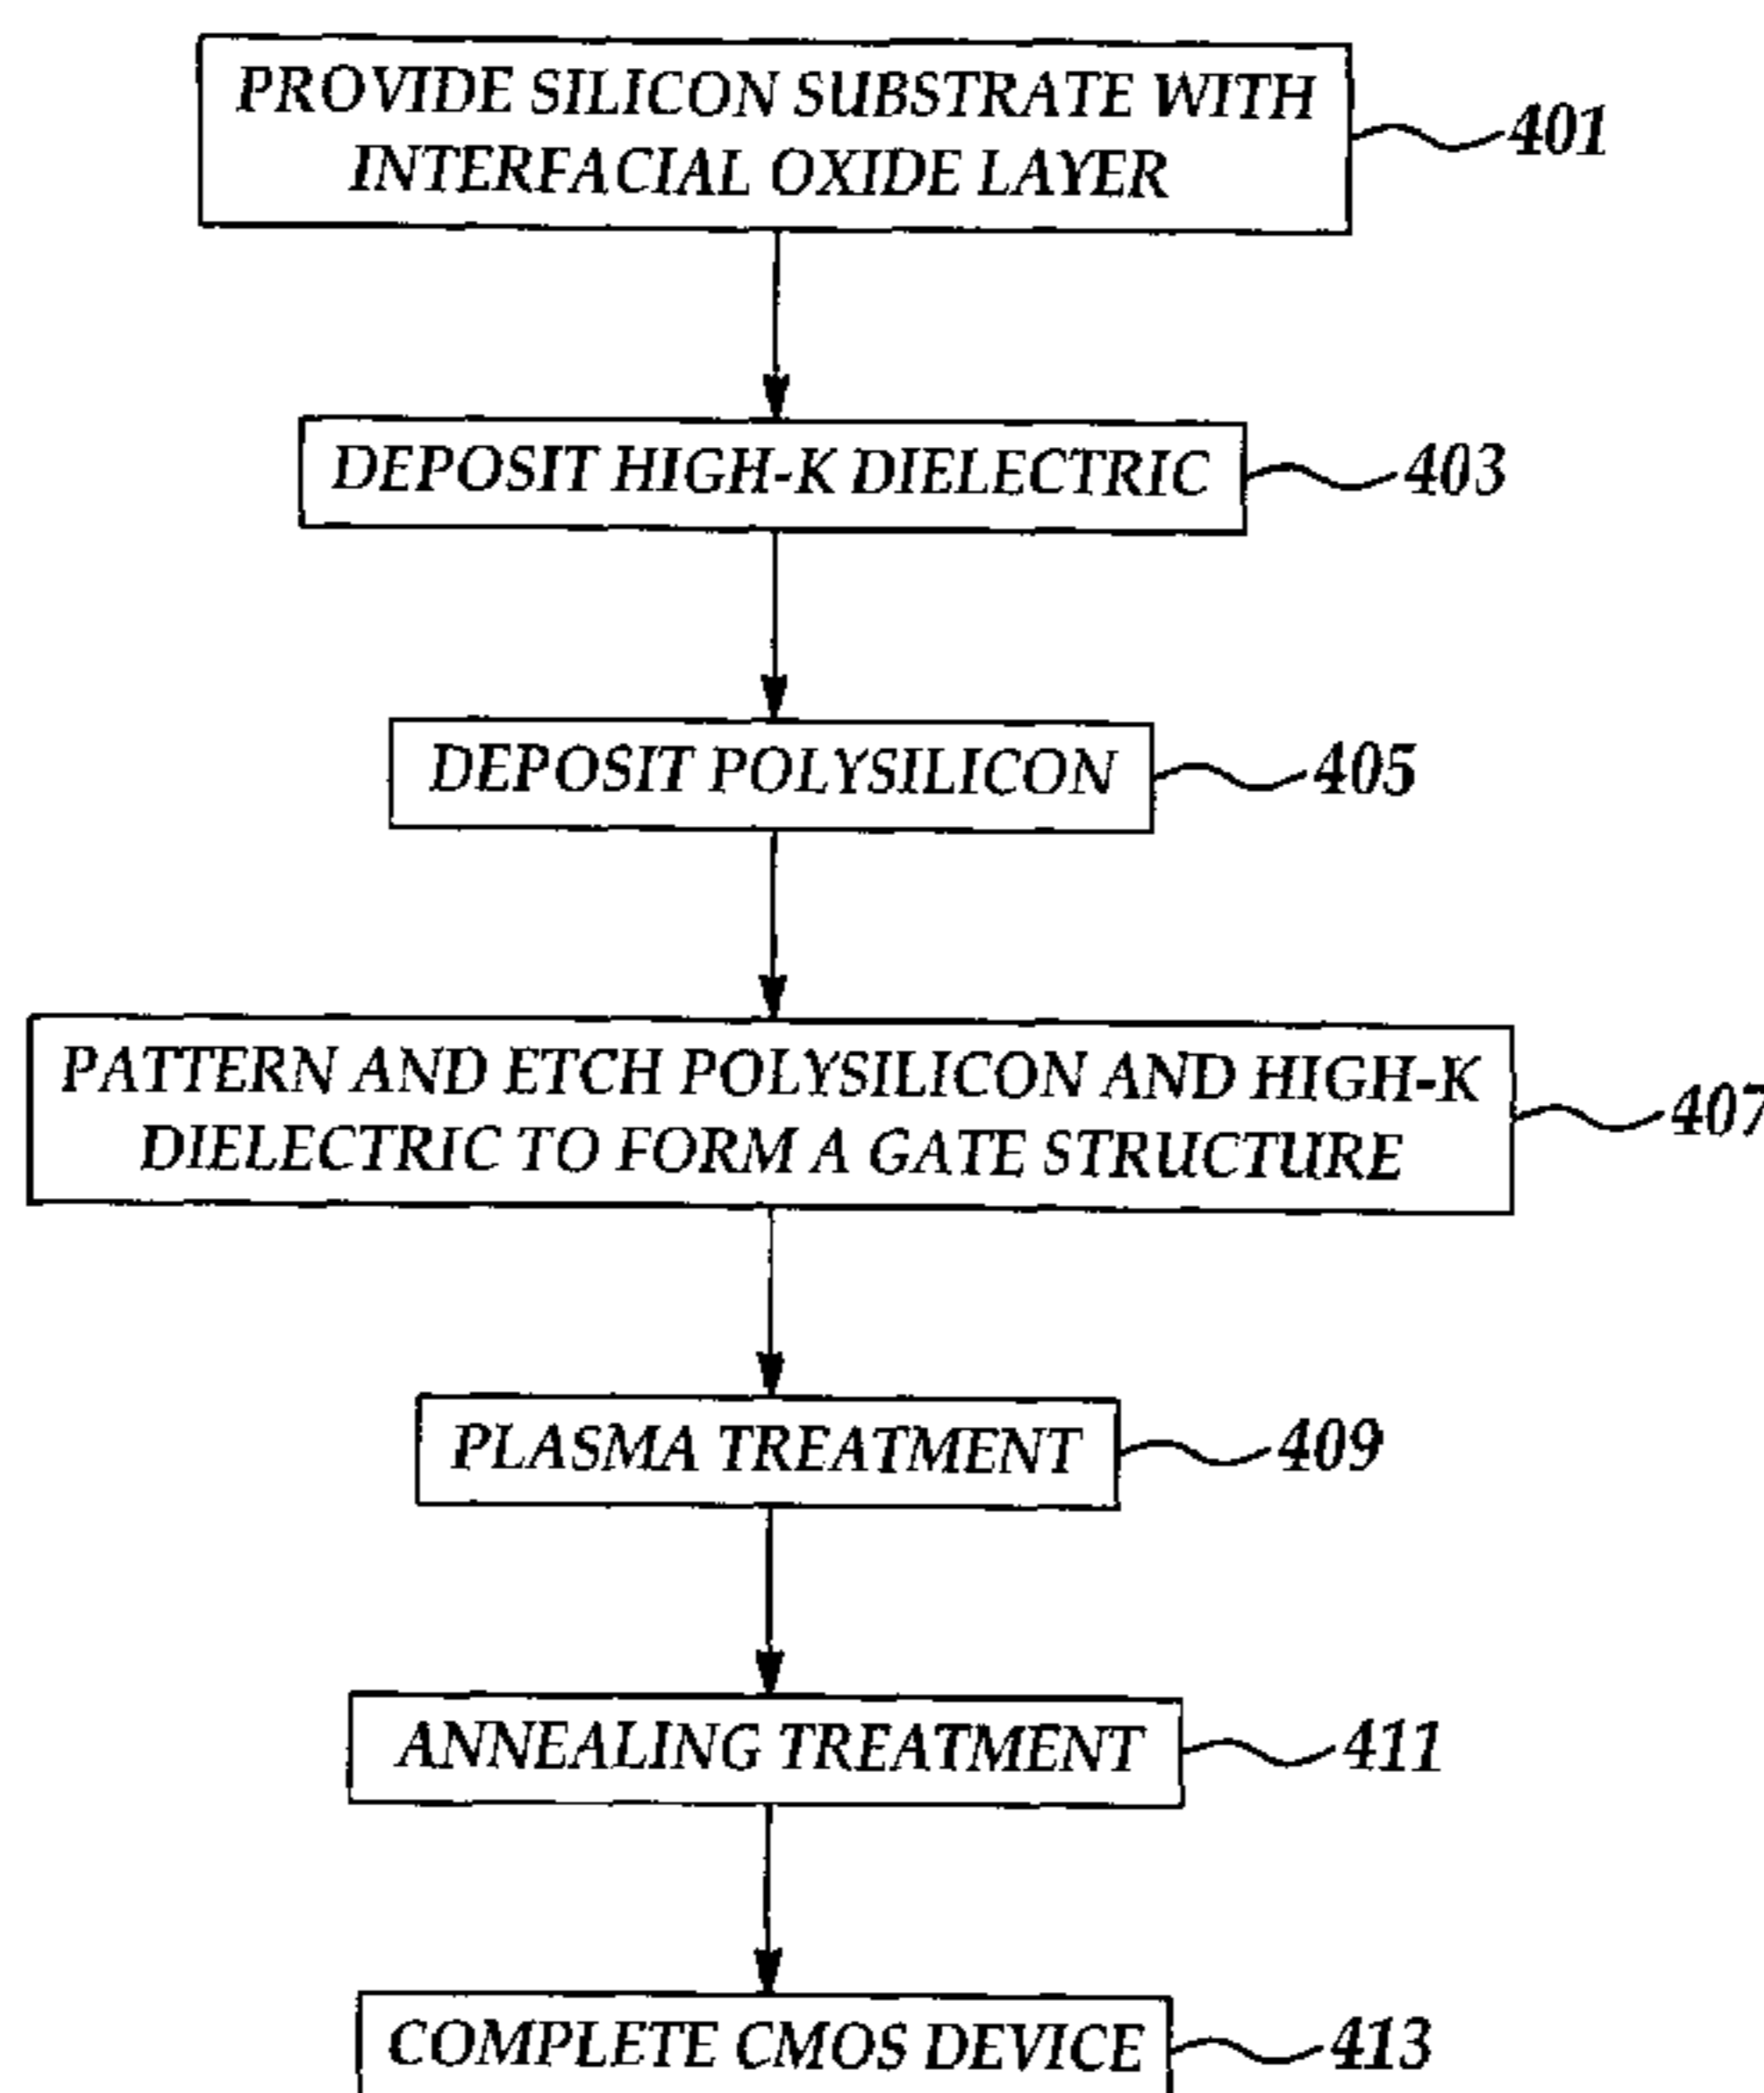 PROVIDE SILICON SUBSTRATE WITH
INTERFACIAL OXIDE LAYER
401
DEPOSIT HIGH-K DIELECTRIC
403
DEPOSIT POLYSILICON
405
PATTERN AND ETCH POLYSILICON AND HIGH-K
DIELECTRIC TO FORM A GATE STRUCTURE
407
PLASMA TREATMENT
409
ANNEALING TREATMENT
411
COMPLETE CMOS DEVICE
413